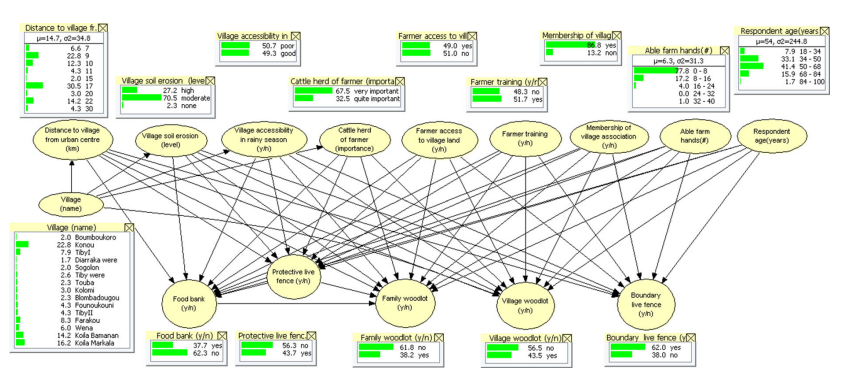 Distance to village fr.
μ=14.7, σ2=34.8
6.6 7
22.8 9
12.3 10
4.3 11
2.0 15
30.5 17
3.0 20
14.2 22
4.3 30
Village accessibility in
50.7 poor
49.3 good
Farmer access to vill
49.0 yes
51.0 no
Membership of villag
86.8 yes
13.2 non
Able farm hands(#)
μ=6.3, σ2=31.3
77.8 0 - 8
17.2 8 - 16
4.0 16 - 24
0.0 24 - 32
1.0 32 - 40
Respondent age(years
μ=54, σ2=244.8
7.9 18 - 34
33.1 34 - 50
41.4 50 - 68
15.9 68 - 84
1.7 84 - 100
Village soil erosion (leve
27.2 high
70.5 moderate
2.3 none
Cattle herd of farmer (importa
67.5 very important
32.5 quite important
Farmer training (y/n
48.3 no
51.7 yes
Distance to village
from urban centre
(km)
Village soil erosion
(level)
Village accessibility
in rainy season
(y/n)
Cattle herd
of farmer
(importance)
Farmer access
to village land
(y/n)
Farmer training
(y/n)
Membership of
village association
(y/n)
Able farm
hands(#)
Respondent
age(years)
Village
(name)
Village (name)
2.0 Boumboukoro
22.8 Konou
7.9 TibyI
1.7 Diarraka were
2.0 Sogolon
2.6 Tiby were
2.3 Touba
3.0 Kolomi
2.3 Blombadougou
4.3 Founoukouni
4.3 TibyII
8.3 Farakou
6.0 Wena
14.2 Koila Bamanan
16.2 Koila Markala
Food bank
(y/n)
Protective live
fence (y/n)
Family woodlot
(y/n)
Village woodlot
(y/n)
Boundary
live fence
(y/n)
Food bank (y/n)
37.7 yes
62.3 no
Protective live fenc.
56.3 no
43.7 yes
Family woodlot (y/n)
61.8 no
38.2 yes
Village woodlot (y/n)
56.5 no
43.5 yes
Boundary live fence (y
62.0 yes
38.0 no